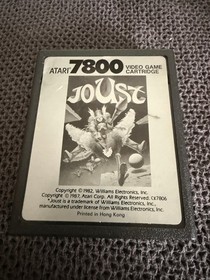 ATARI 7800 VIDEO GAME
CARTRIDGE
JOUST
Copyright © 1982, Williams Electronics, Inc.
Copyright © 1987, Atari Corp. All Rights Reserved. CX7806
"Joust is a trademark of Williams Electronics, Inc.,
manufactured under license from Williams Electronics, Inc.
Printed in Hong Kong